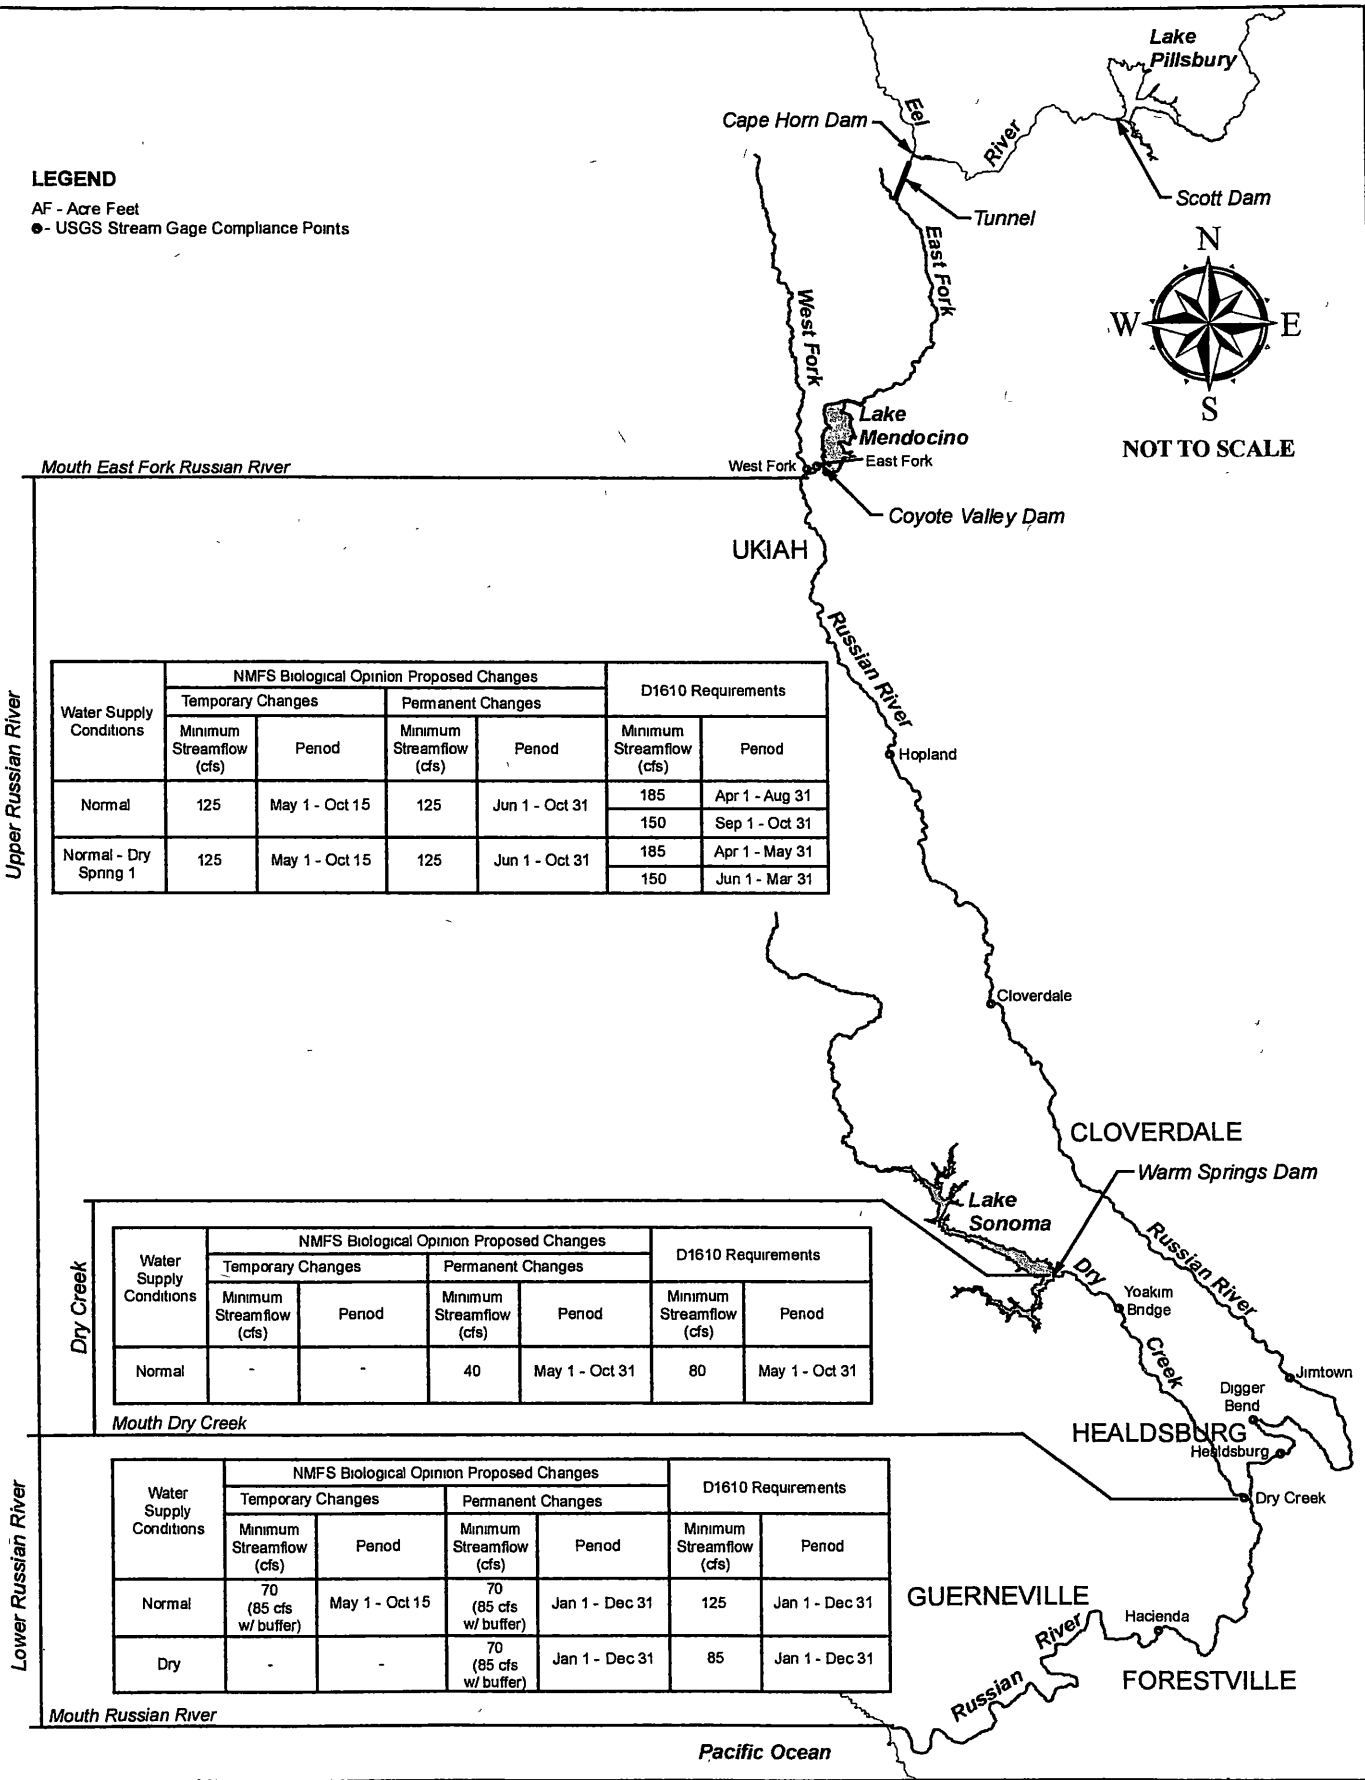 Lake
Pillsbury
Cape Horn Dam
Eel
River
LEGEND
AF - Acre Feet
- USGS Stream Gage Compliance Points
Scott Dam
Tunnel
East Fork
N
W
E
S
NOT TO SCALE
West Fork
Lake
Mendocino
Mouth East Fork Russian River
West Fork
East Fork
Coyote Valley Dam
UKIAH
Russian River
Upper Russian River
Water Supply
Conditions
NMFS Biological Opinion Proposed Changes
D1610 Requirements
Temporary Changes
Permanent Changes
Minimum
Streamflow
(cfs)
Period
Minimum
Streamflow
(cfs)
Period
Minimum
Streamflow
(cfs)
Period
Normal
125
May 1 - Oct 15
125
Jun 1 - Oct 31
185
Apr 1 - Aug 31
150
Sep 1 - Oct 31
Normal - Dry
Spring 1
125
May 1 - Oct 15
125
Jun 1 - Oct 31
185
Apr 1 - May 31
150
Jun 1 - Mar 31
Hopland
Cloverdale
CLOVERDALE
Warm Springs Dam
Lake
Sonoma
Russian River
Dry
Creek
Yoakim
Bridge
Jimtown
Digger
Bend
HEALDSBURG
Healdsburg
Dry Creek
Dry Creek
Water
Supply
Conditions
NMFS Biological Opinion Proposed Changes
D1610 Requirements
Temporary Changes
Permanent Changes
Minimum
Streamflow
(cfs)
Period
Minimum
Streamflow
(cfs)
Period
Minimum
Streamflow
(cfs)
Period
Normal
-
-
40
May 1 - Oct 31
80
May 1 - Oct 31
Mouth Dry Creek
Lower Russian River
Water
Supply
Conditions
NMFS Biological Opinion Proposed Changes
D1610 Requirements
Temporary Changes
Permanent Changes
Minimum
Streamflow
(cfs)
Period
Minimum
Streamflow
(cfs)
Period
Minimum
Streamflow
(cfs)
Period
Normal
70
(85 cfs
w/ buffer)
May 1 - Oct 15
70
(85 cfs
w/ buffer)
Jan 1 - Dec 31
125
Jan 1 - Dec 31
Dry
-
-
70
(85 cfs
w/ buffer)
Jan 1 - Dec 31
85
Jan 1 - Dec 31
GUERNEVILLE
Hacienda
FORESTVILLE
Russian
River
Mouth Russian River
Pacific Ocean